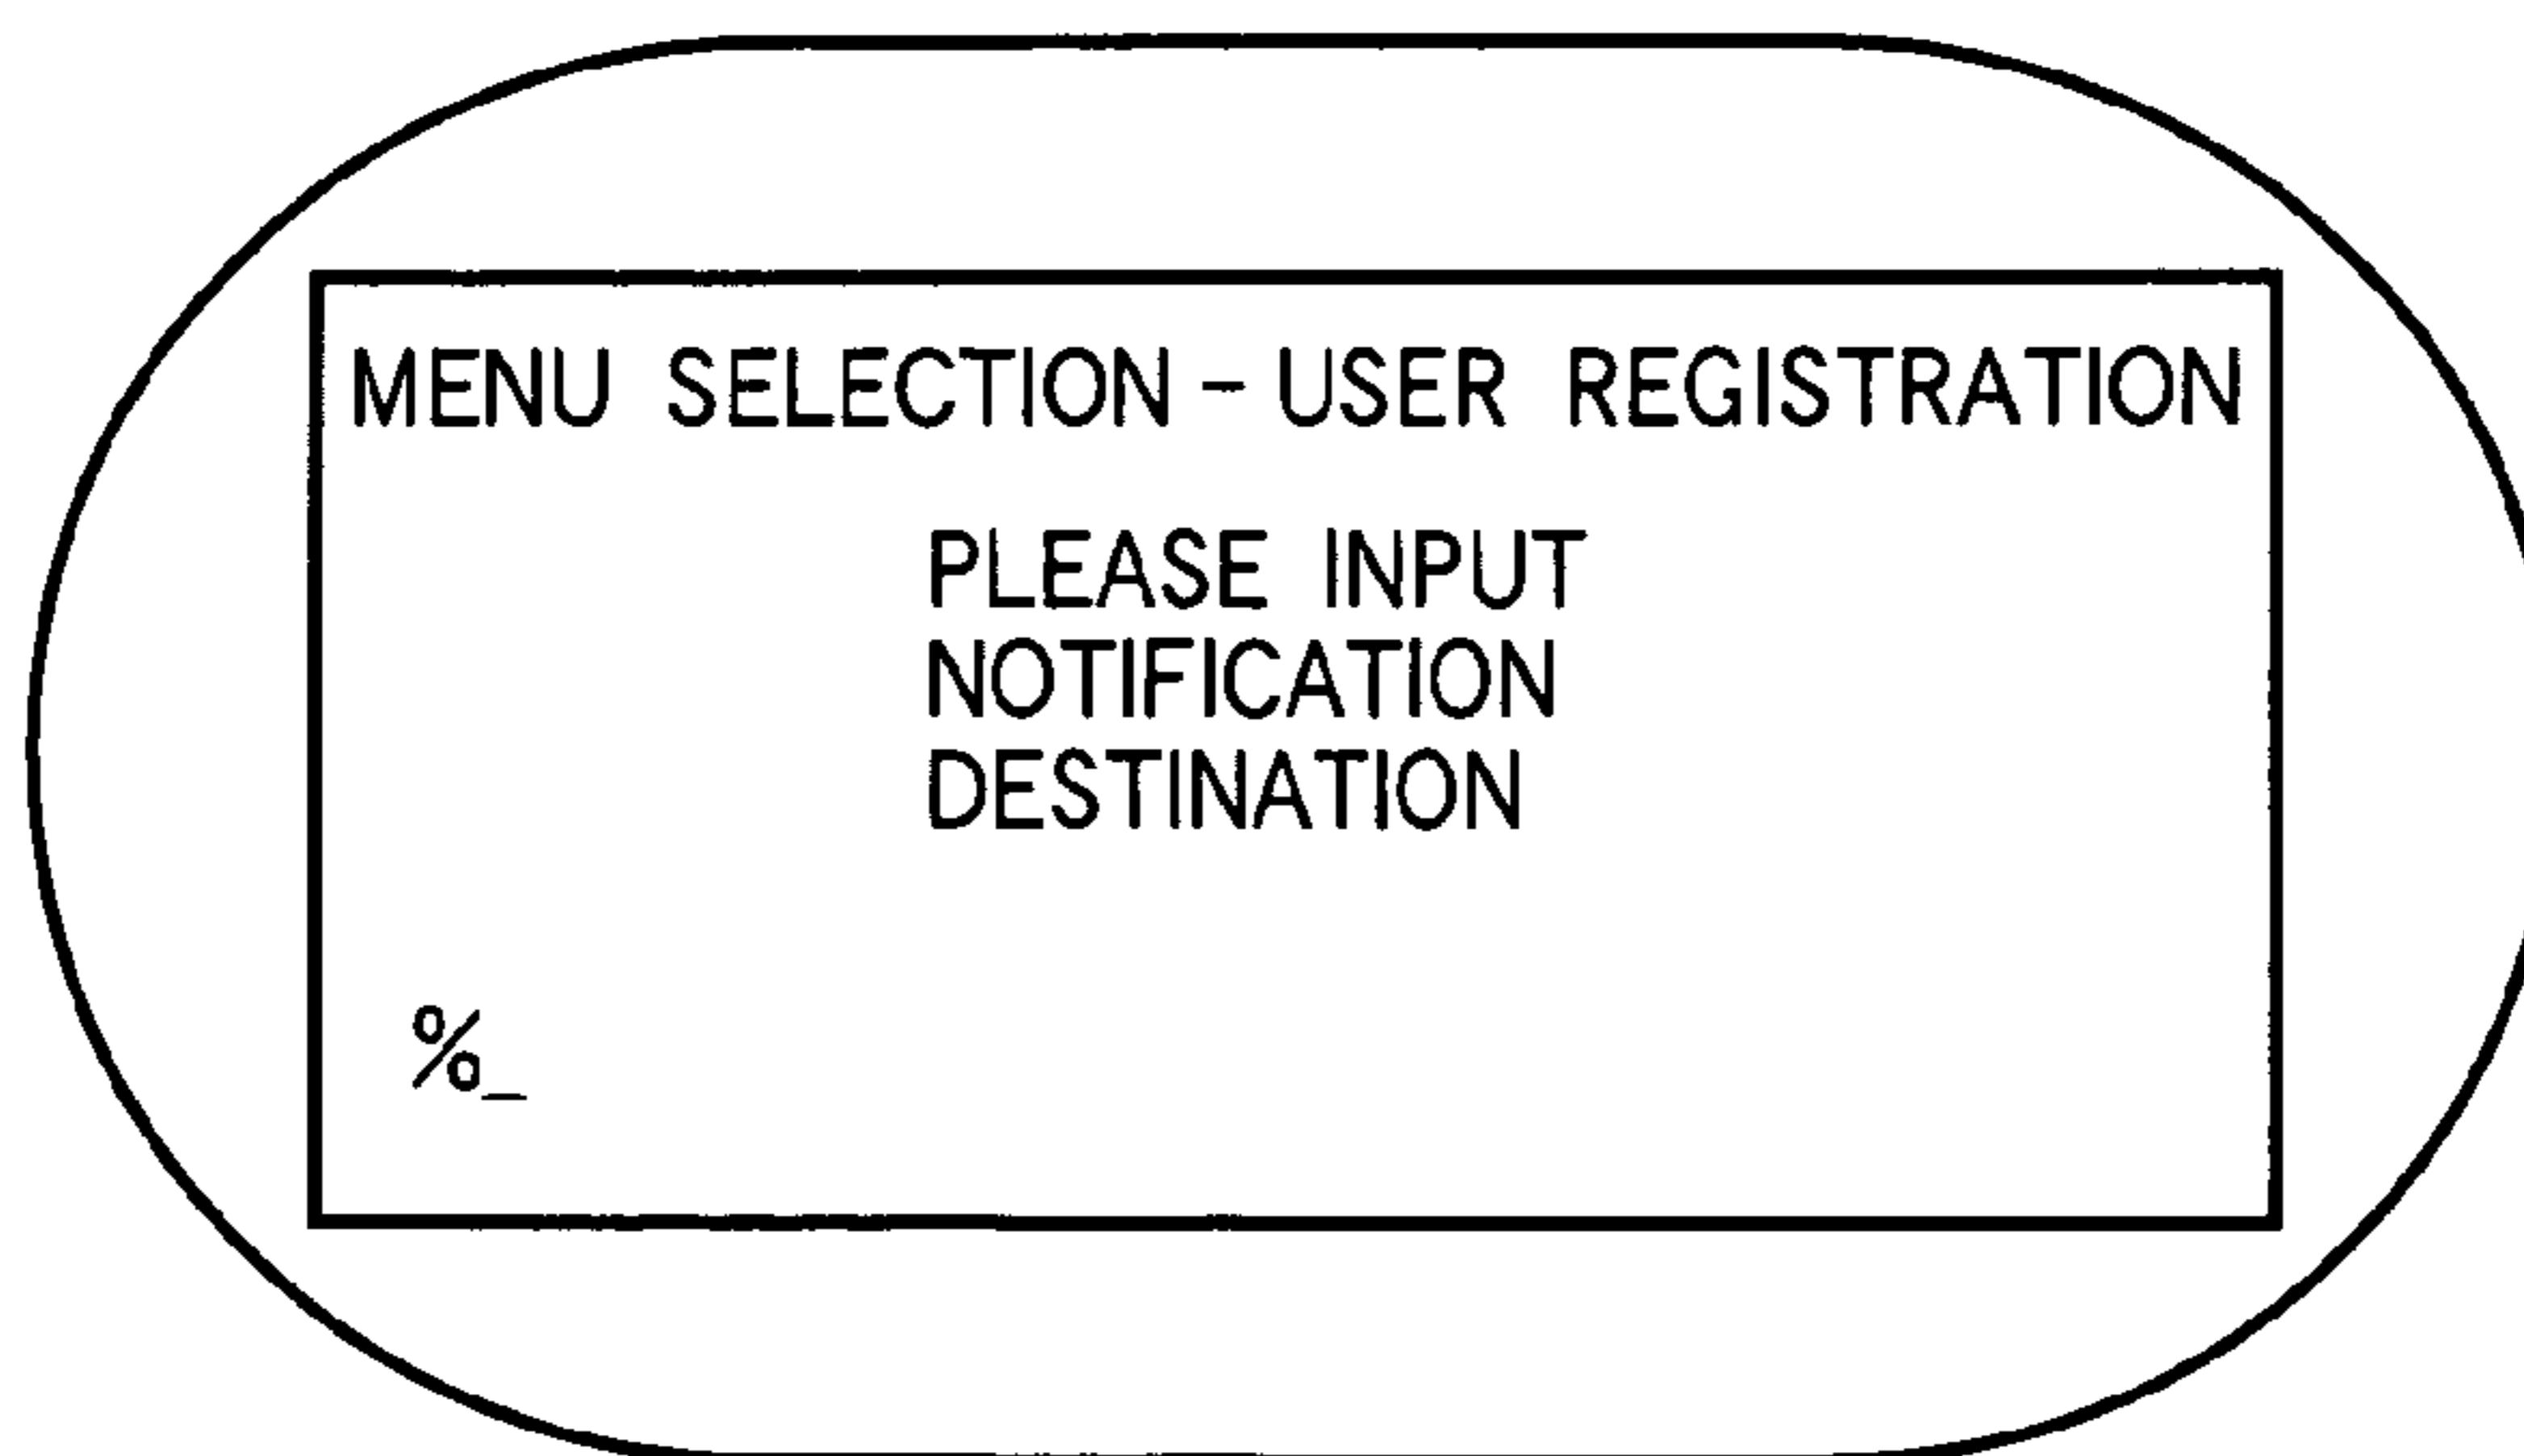 MENU SELECTION - USER REGISTRATION
PLEASE INPUT
NOTIFICATION
DESTINATION
%_